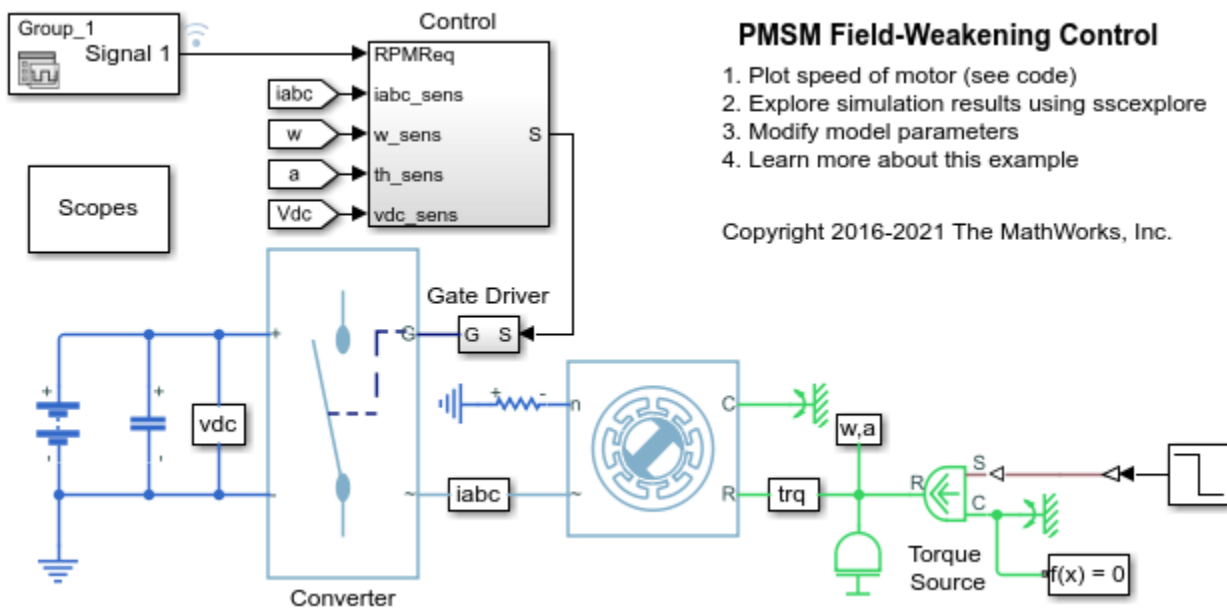 Group_1
Signal 1
Control
RPMReq
iabc
iabc_sens
w
w_sens
S
a
th_sens
Vdc
vdc_sens
Scopes
PMSM Field-Weakening Control
1. Plot speed of motor (see code)
2. Explore simulation results using sscexplore
3. Modify model parameters
4. Learn more about this example
Copyright 2016-2021 The MathWorks, Inc.
Gate Driver
+
G
G S
+
+
vdc
-
-
-
~
+
-
n
C
iabc
~
R
trq
w,a
R
S
C
Torque
Source
f(x) = 0
Converter